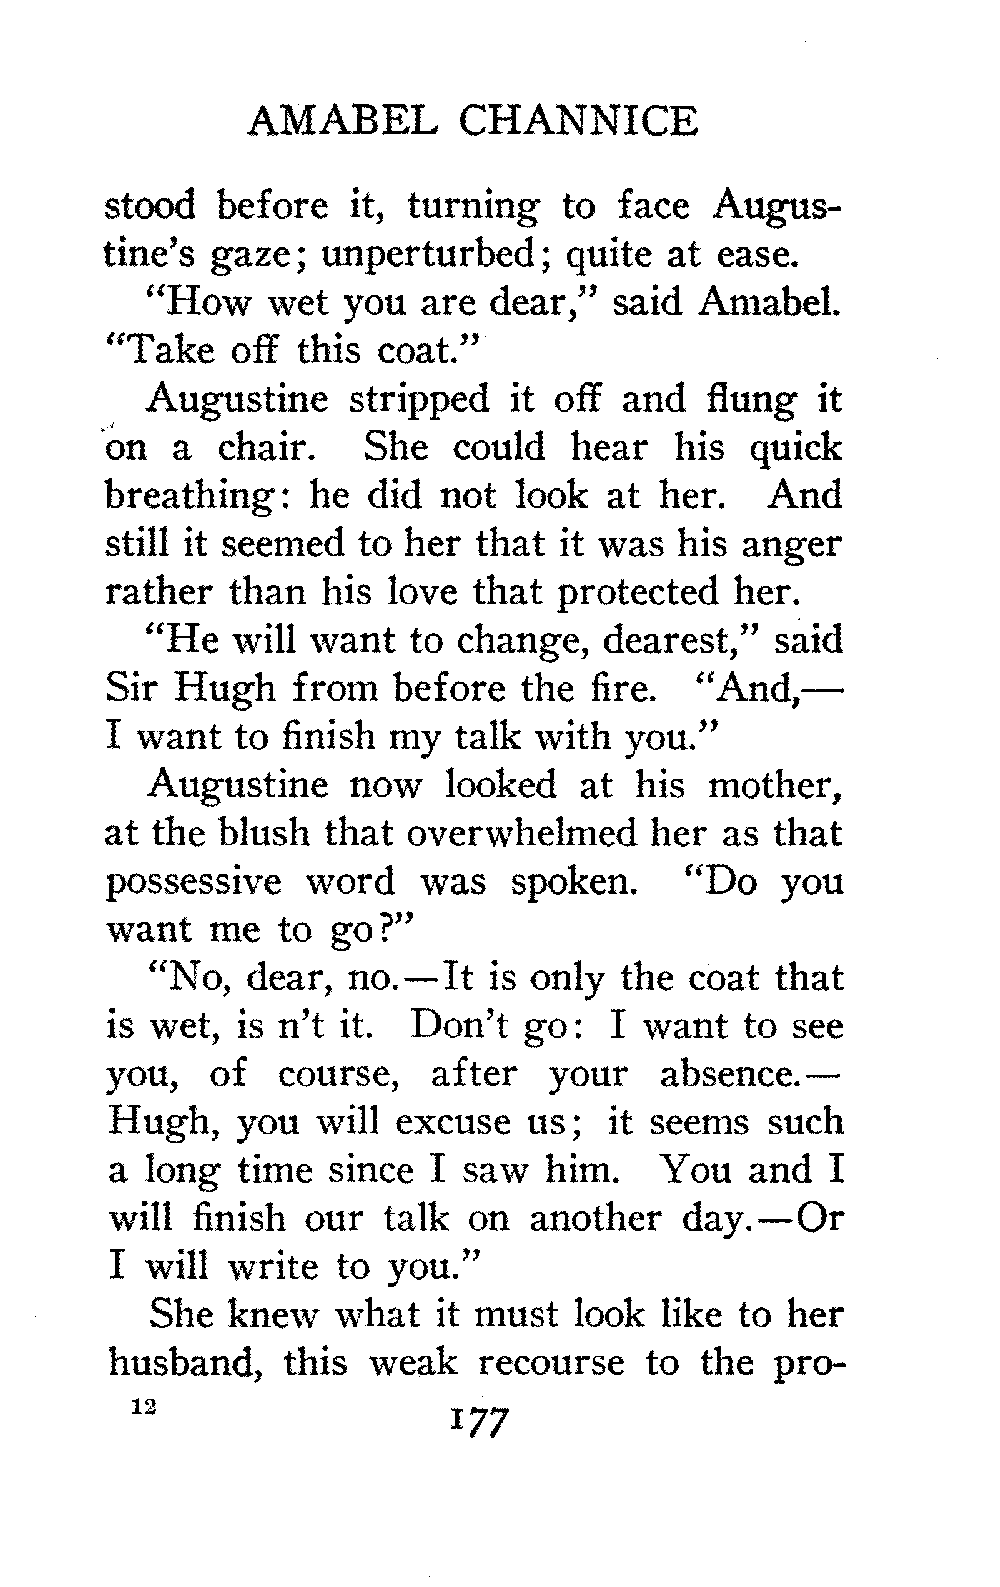 AMABEL CHANNICE
stood before it, turning to face Augus-
tine's gaze; unperturbed; quite at ease.
"How wet you are dear," said Amabel.
"Take off this coat."
Augustine stripped it off and flung it
on a chair. She could hear his quick
breathing: he did not look at her. And
still it seemed to her that it was his anger
rather than his love that protected her.
"He will want to change, dearest," said
Sir Hugh from before the fire. "And,—
I want to finish my talk with you."
Augustine now looked at his mother,
at the blush that overwhelmed her as that
possessive word was spoken. "Do you
want me to go?"
"No, dear, no.—It is only the coat that
is wet, is n't it. Don't go: I want to see
you, of course, after your absence.—
Hugh, you will excuse us; it seems such
a long time since I saw him. You and I
will finish our talk on another day.—Or
I will write to you."
She knew what it must look like to her
husband, this weak recourse to the pro-
12
177